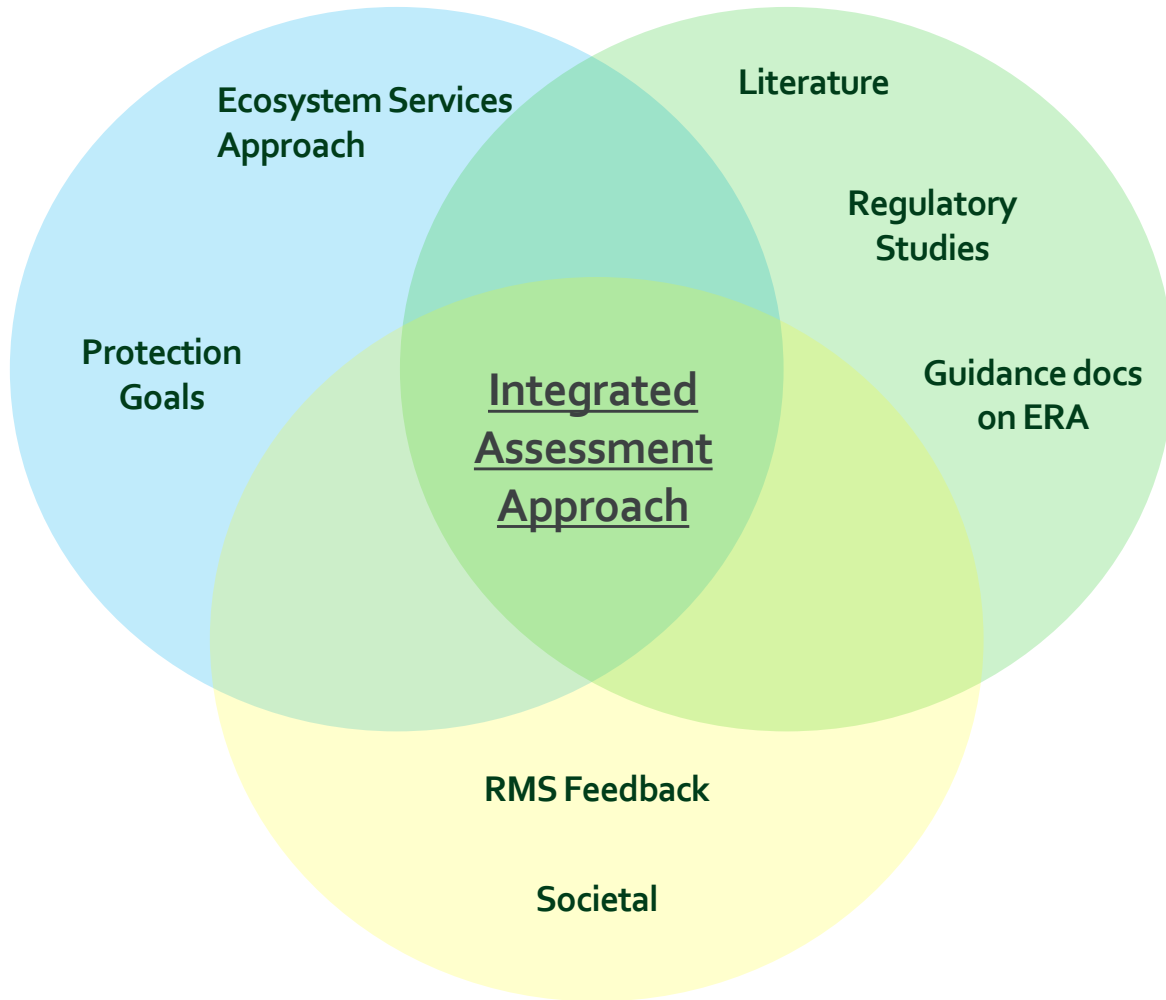 Ecosystem Services
Approach
Literature
Regulatory
Studies
Protection
Goals
Guidance docs
on ERA
Integrated
Assessment
Approach
RMS Feedback
Societal